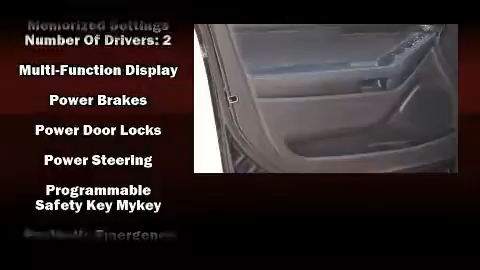 Memorized Settings
Number Of Drivers: 2
Multi-Function Display
Power Brakes
Power Door Locks
Power Steering
Programmable
Safety Key Mykey
Emergency